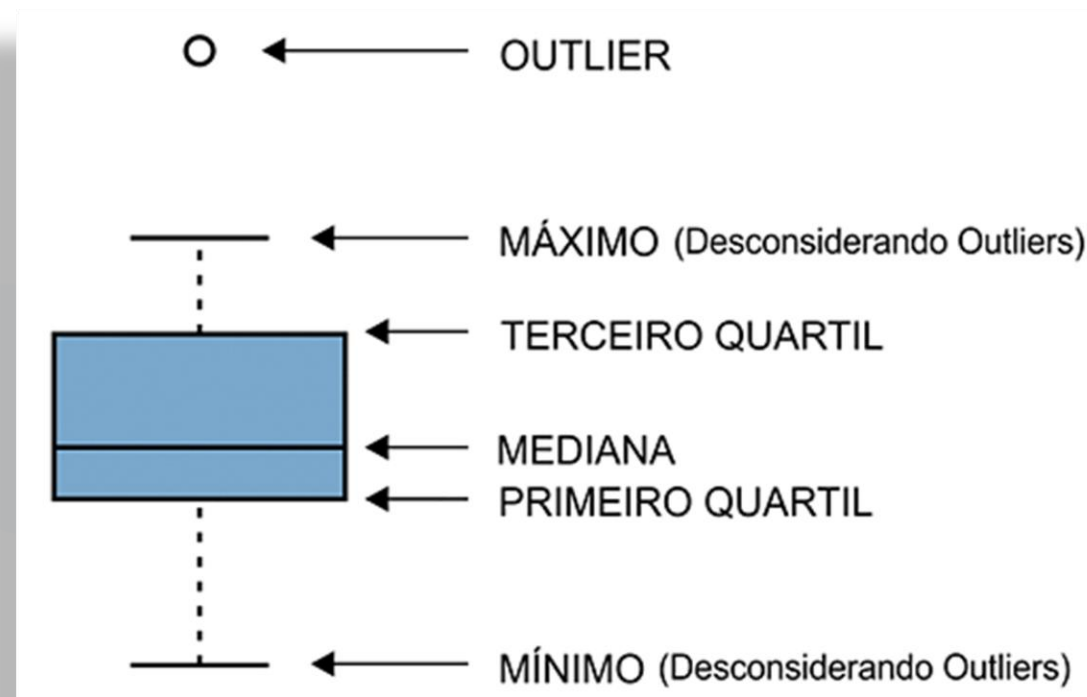 OUTLIER
MÁXIMO (Desconsiderando Outliers)
TERCEIRO QUARTIL
MEDIANA
PRIMEIRO QUARTIL
MÍNIMO (Desconsiderando Outliers)